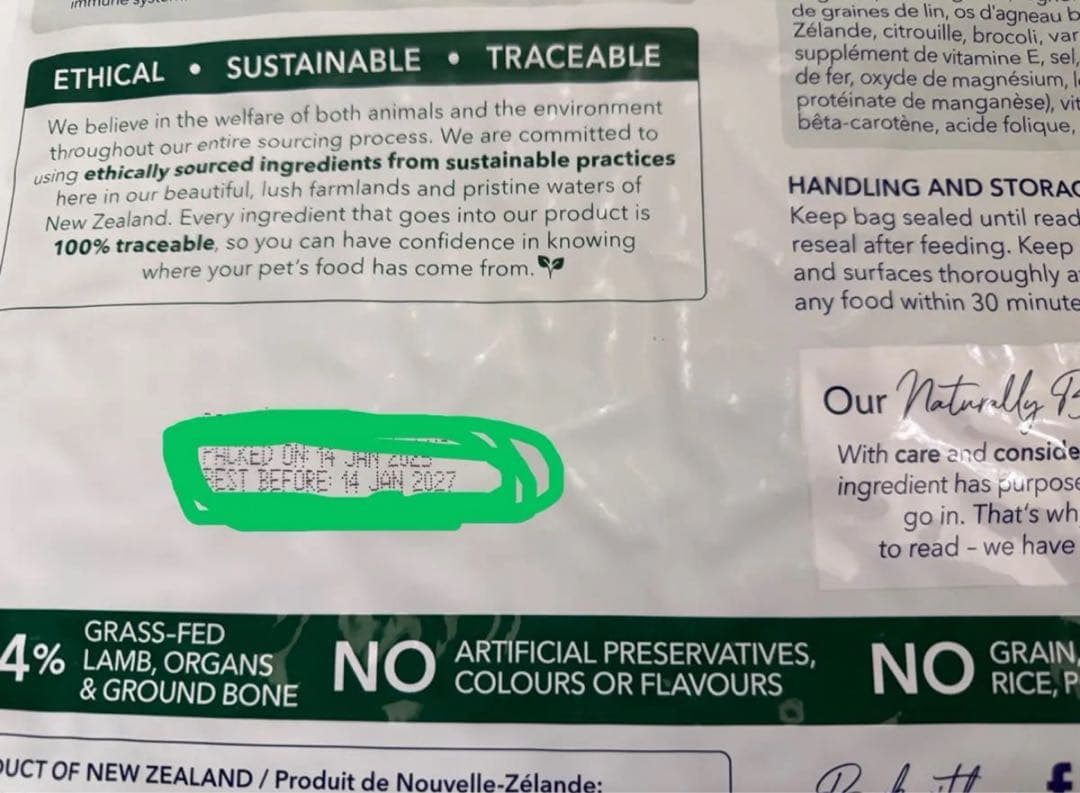 ETHICAL • SUSTAINABLE • TRACEABLE
We believe in the welfare of both animals and the environment
throughout our entire sourcing process. We are committed to
using ethically sourced ingredients from sustainable practices
here in our beautiful, lush farmlands and pristine waters of
New Zealand. Every ingredient that goes into our product is
100% traceable, so you can have confidence in knowing
where your pet's food has come from.
PACKED ON: 14 JAN
BEST BEFORE: 14 JAN 2027
de graines de lin, os d'agneau
Zélande, citrouille, brocoli, var
supplément de vitamine E, sel,
de fer, oxyde de magnésium,
protéinate de manganèse), vit
bêta-carotène, acide folique,
HANDLING AND STORAG
Keep bag sealed until read
reseal after feeding. Keep
and surfaces thoroughly a
any food within 30 minute
Our Naturally
With care and conside
ingredient has purpose
go in. That's wh
to read – we have
4% GRASS-FED
LAMB, ORGANS
& GROUND BONE
NO ARTIFICIAL PRESERVATIVES,
COLOURS OR FLAVOURS
NO GRAIN,
RICE, P
DUCT OF NEW ZEALAND / Produit de Nouvelle-Zélande: